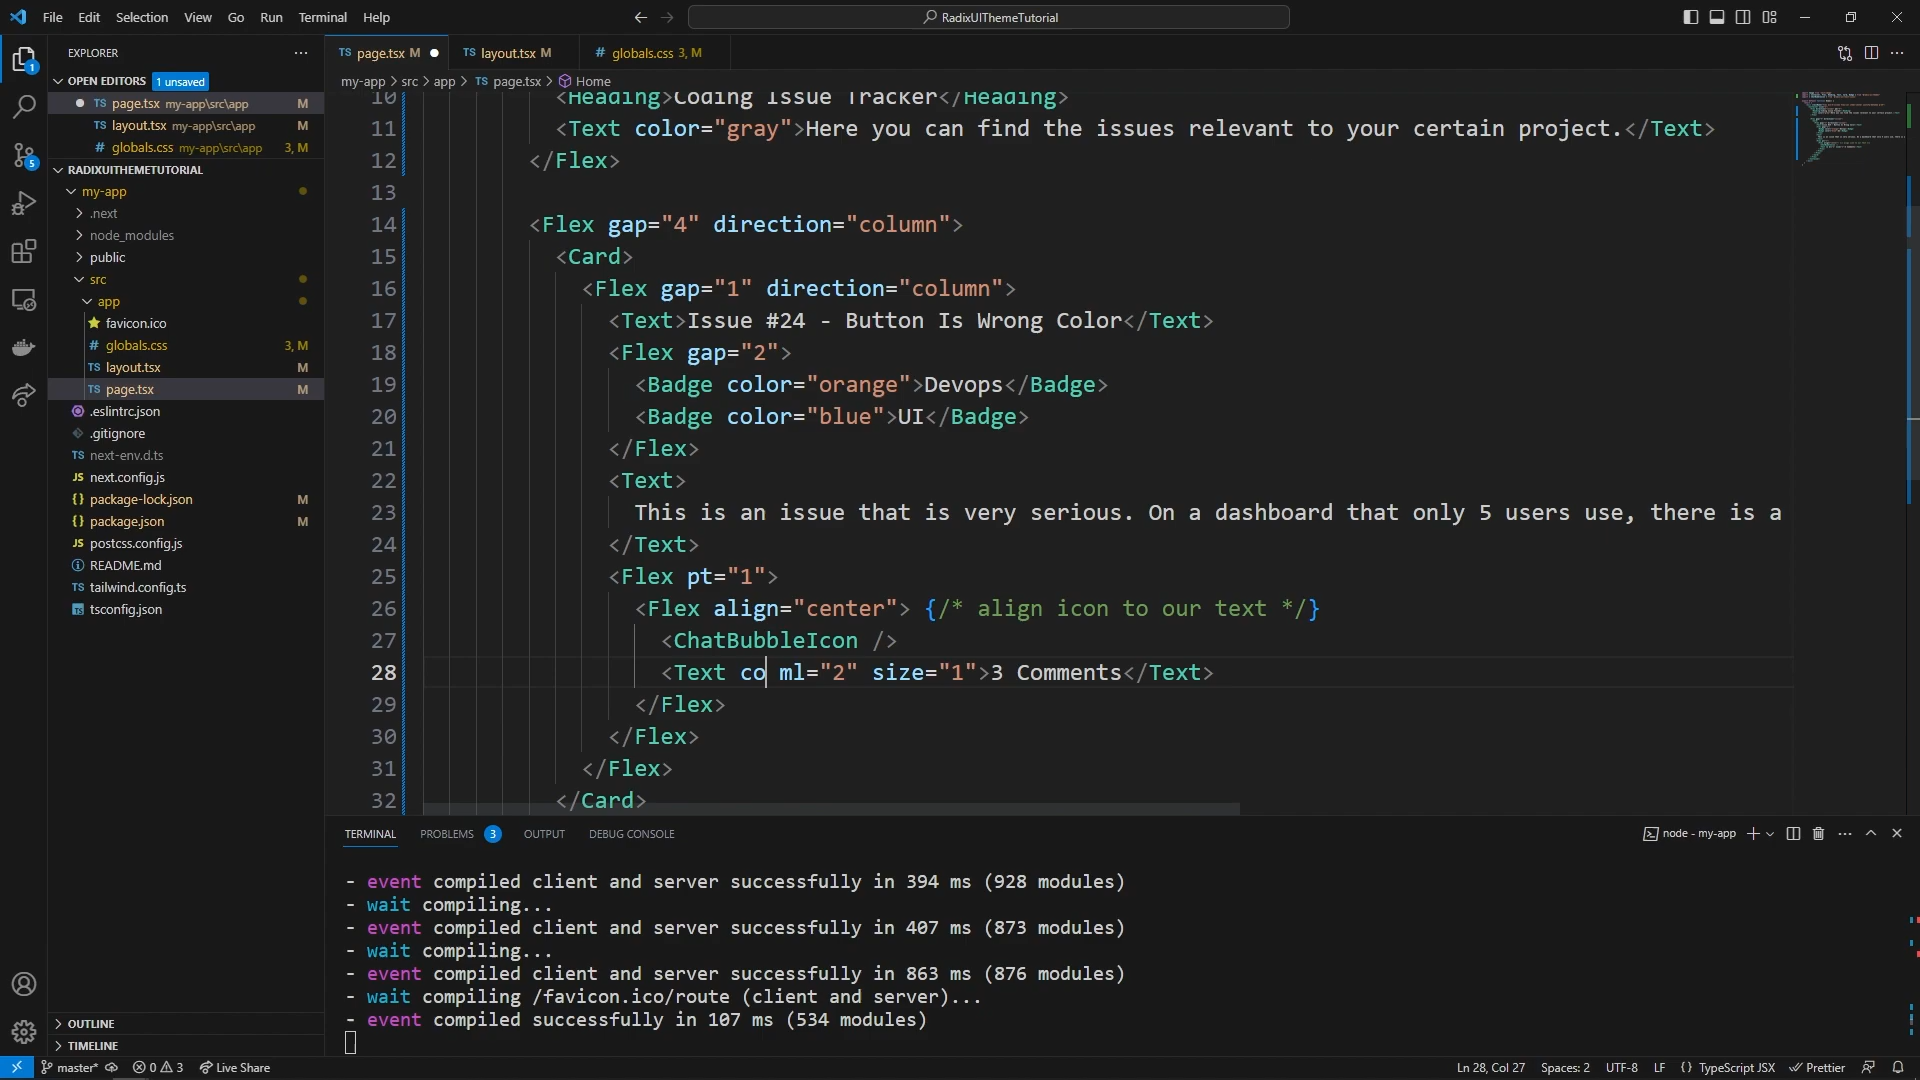 File Edit Selection View Go Run Terminal Help
RadixUIThemeTutorial
EXPLORER
OPEN EDITORS 1 unsaved
page.tsx my-app\src\app M
layout.tsx my-app\src\app M
globals.css my-app\src\app 3, M
RADIXUITHEMETUTORIAL
my-app
.next
node_modules
public
src
app
favicon.ico
globals.css 3, M
layout.tsx M
page.tsx M
.eslintrc.json
.gitignore
next-env.d.ts
next.config.js
package-lock.json M
package.json M
postcss.config.js
README.md
tailwind.config.ts
tsconfig.json
OUTLINE
TIMELINE
page.tsx M layout.tsx M globals.css 3, M
my-app > src > app > page.tsx > Home
10 <Heading>Coding Issue Tracker</Heading>
11 <Text color="gray">Here you can find the issues relevant to your certain project.</Text>
12 </Flex>
13
14 <Flex gap="4" direction="column">
15 <Card>
16 <Flex gap="1" direction="column">
17 <Text>Issue #24 - Button Is Wrong Color</Text>
18 <Flex gap="2">
19 <Badge color="orange">Devops</Badge>
20 <Badge color="blue">UI</Badge>
21 </Flex>
22 <Text>
23 This is an issue that is very serious. On a dashboard that only 5 users use, there is a
24 </Text>
25 <Flex pt="1">
26 <Flex align="center"> {/* align icon to our text */}
27 <ChatBubbleIcon />
28 <Text co ml="2" size="1">3 Comments</Text>
29 </Flex>
30 </Flex>
31 </Flex>
32 </Card>
TERMINAL PROBLEMS 3 OUTPUT DEBUG CONSOLE
node - my-app
- event compiled client and server successfully in 394 ms (928 modules)
- wait compiling...
- event compiled client and server successfully in 407 ms (873 modules)
- wait compiling...
- event compiled client and server successfully in 863 ms (876 modules)
- wait compiling /favicon.ico/route (client and server)...
- event compiled successfully in 107 ms (534 modules)
master* 0 3 Live Share
Ln 28, Col 27 Spaces: 2 UTF-8 LF {} TypeScript JSX Prettier